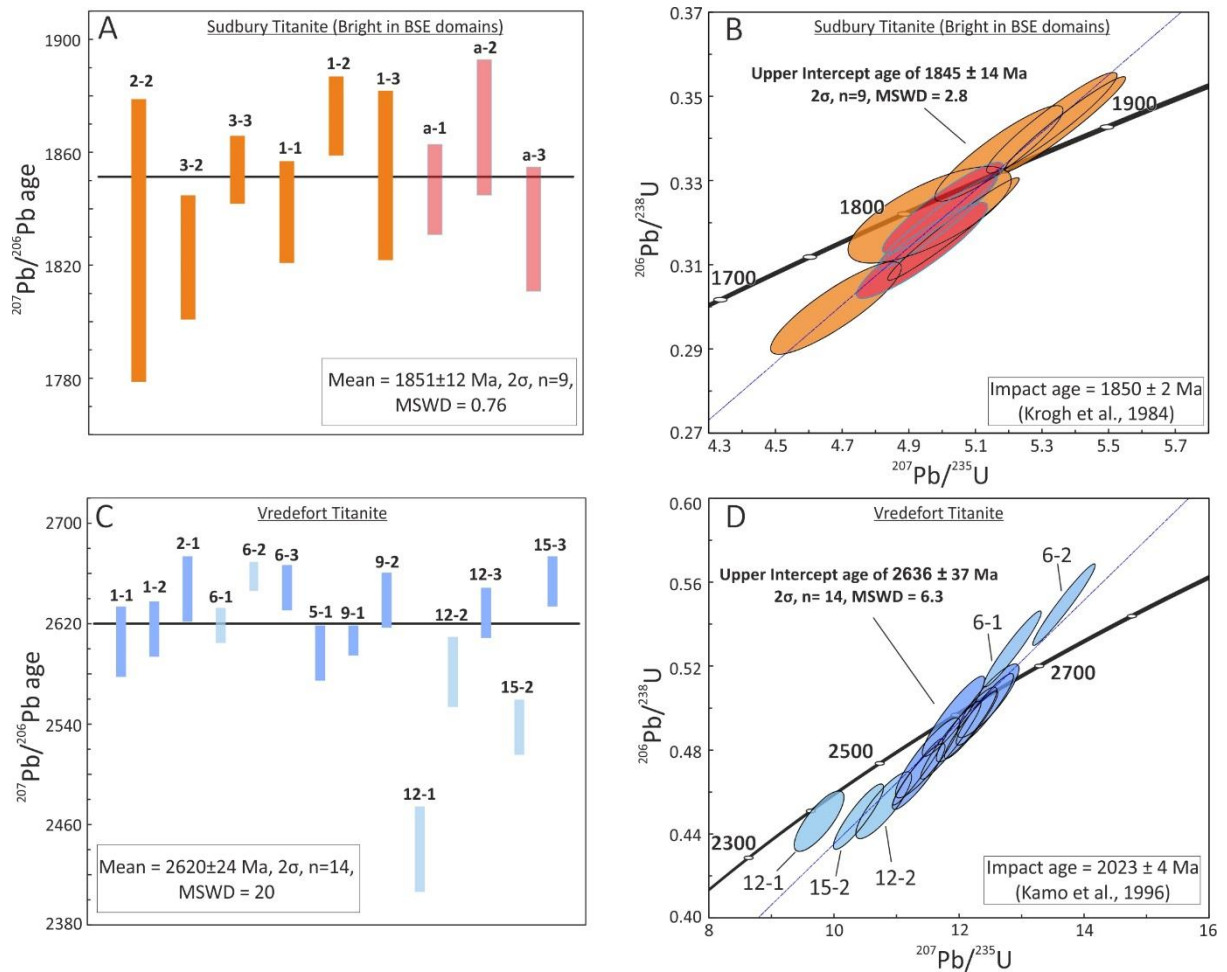 A
Sudbury Titanite (Bright in BSE domains)
1900
1860
1820
1780
²⁰⁷Pb/²⁰⁶Pb age
2-2
3-2
3-3
1-1
1-2
1-3
a-1
a-2
a-3
Mean = 1851±12 Ma, 2σ, n=9,
MSWD = 0.76
B
Sudbury Titanite (Bright in BSE domains)
Upper Intercept age of 1845 ± 14 Ma
2σ, n=9, MSWD = 2.8
0.37
0.35
0.33
0.31
0.29
0.27
²⁰⁶Pb/²³⁸U
1900
1800
1700
Impact age = 1850 ± 2 Ma
(Krogh et al., 1984)
4.3 4.5 4.7 4.9 5.1 5.3 5.5 5.7
²⁰⁷Pb/²³⁵U
C
Vredefort Titanite
2700
2620
2540
2460
2380
²⁰⁷Pb/²⁰⁶Pb age
1-1
1-2
2-1
6-1
6-2
6-3
5-1
9-1
9-2
12-1
12-2
12-3
15-2
15-3
Mean = 2620±24 Ma, 2σ, n=14,
MSWD = 20
D
Vredefort Titanite
Upper Intercept age of 2636 ± 37 Ma
2σ, n= 14, MSWD = 6.3
0.60
0.56
0.52
0.48
0.44
0.40
²⁰⁶Pb/²³⁸U
6-2
6-1
2700
2500
2300
12-1
15-2
12-2
Impact age = 2023 ± 4 Ma
(Kamo et al., 1996)
8 10 12 14 16
²⁰⁷Pb/²³⁵U